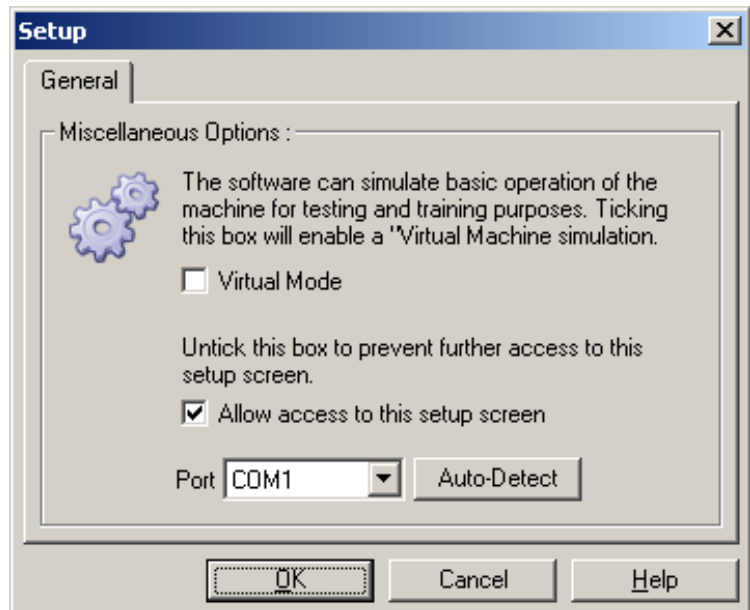 Setup
General
Miscellaneous Options :
The software can simulate basic operation of the
machine for testing and training purposes. Ticking
this box will enable a "Virtual Machine simulation.
Virtual Mode
Untick this box to prevent further access to this
setup screen.
Allow access to this setup screen
Port COM1 Auto-Detect
OK Cancel Help